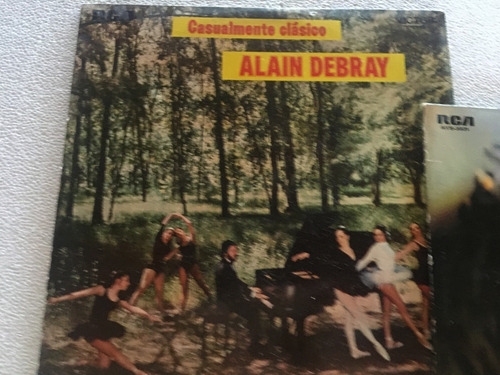 Casualmente clásico
ALAIN DEBRAY
RCA